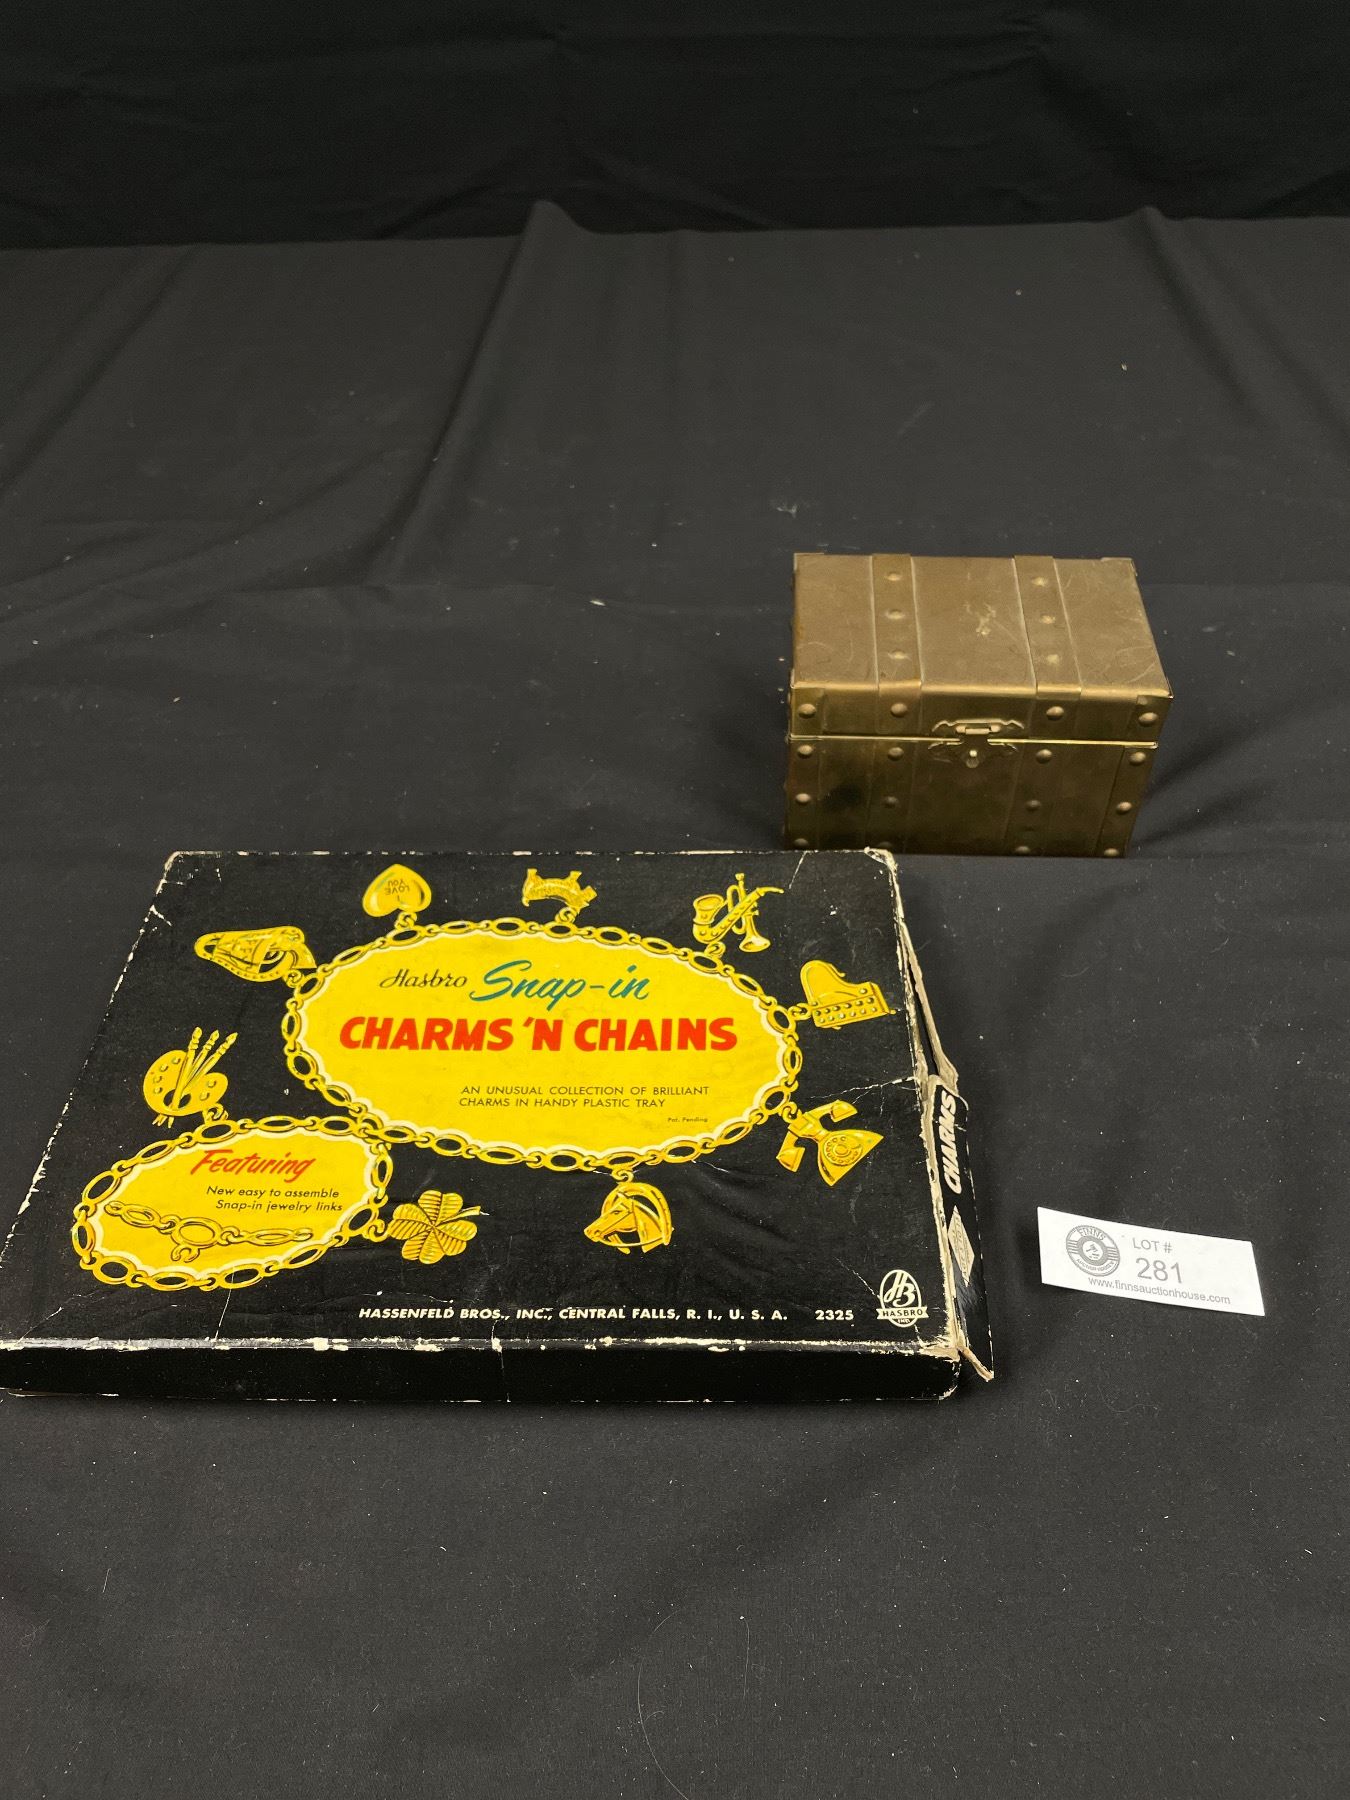 LOVE
YOU
Hasbro Snap-in
CHARMS 'N CHAINS
AN UNUSUAL COLLECTION OF BRILLIANT
CHARMS IN HANDY PLASTIC TRAY
Pat. Pending
Featuring
New easy to assemble
Snap-in jewelry links
HASSENFELD BROS., INC., CENTRAL FALLS, R. I., U. S. A. 2325
HB
HASBRO
IND.
CHARMS
FINNS
LOT #
281
www.finnsauctionhouse.com